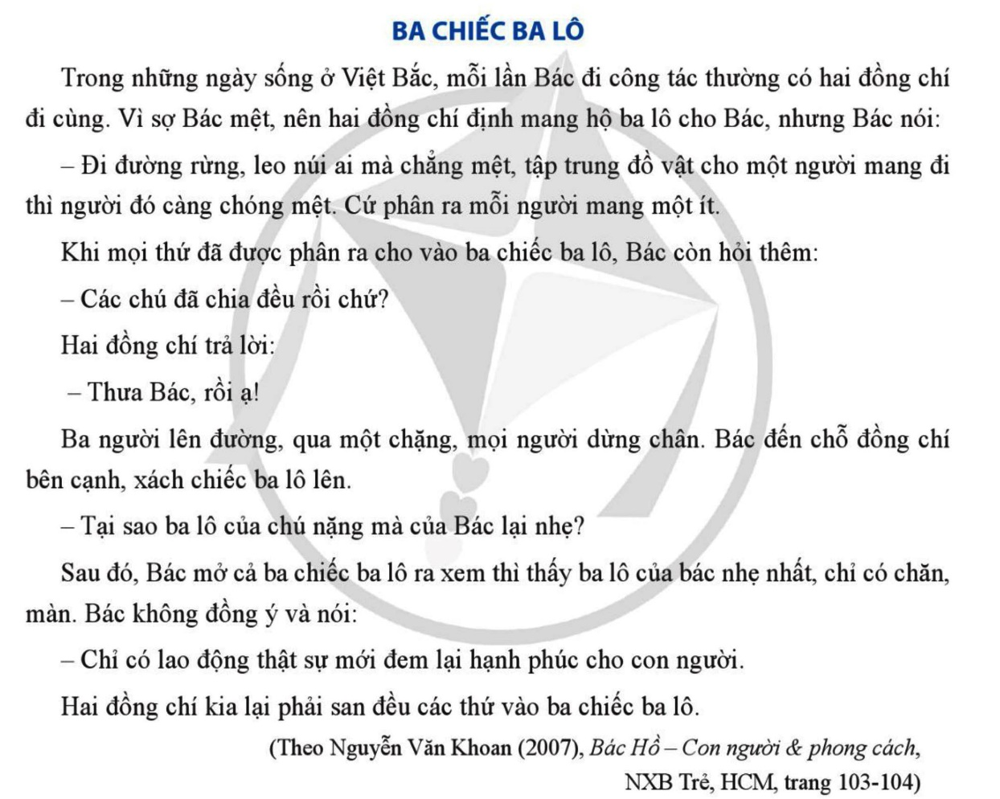 BA CHIẾC BA LÔ
Trong những ngày sống ở Việt Bắc, mỗi lần Bác đi công tác thường có hai đồng chí
đi cùng. Vì sợ Bác mệt, nên hai đồng chí định mang hộ ba lô cho Bác, nhưng Bác nói:
– Đi đường rừng, leo núi ai mà chẳng mệt, tập trung đồ vật cho một người mang đi
thì người đó càng chóng mệt. Cứ phân ra mỗi người mang một ít.
Khi mọi thứ đã được phân ra cho vào ba chiếc ba lô, Bác còn hỏi thêm:
– Các chú đã chia đều rồi chứ?
Hai đồng chí trả lời:
– Thưa Bác, rồi ạ!
Ba người lên đường, qua một chặng, mọi người dừng chân. Bác đến chỗ đồng chí
bên cạnh, xách chiếc ba lô lên.
– Tại sao ba lô của chú nặng mà của Bác lại nhẹ?
Sau đó, Bác mở cả ba chiếc ba lô ra xem thì thấy ba lô của bác nhẹ nhất, chỉ có chăn,
màn. Bác không đồng ý và nói:
– Chỉ có lao động thật sự mới đem lại hạnh phúc cho con người.
Hai đồng chí kia lại phải san đều các thứ vào ba chiếc ba lô.
(Theo Nguyễn Văn Khoan (2007), Bác Hồ – Con người & phong cách,
NXB Trẻ, HCM, trang 103-104)